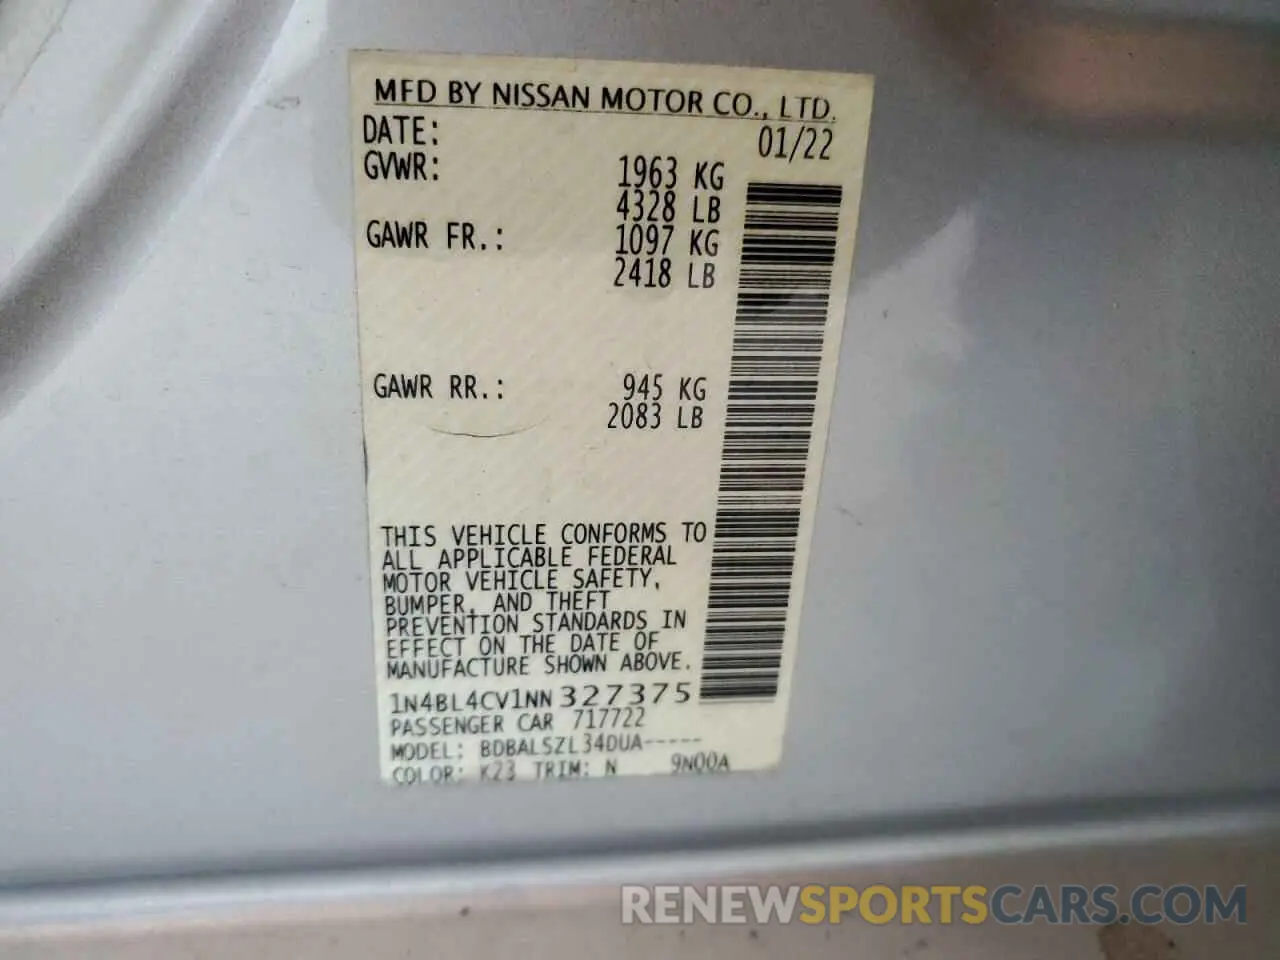 MFD BY NISSAN MOTOR CO., LTD.
DATE: 01/22
GVWR: 1963 KG
4328 LB
GAWR FR.: 1097 KG
2418 LB
GAWR RR.: 945 KG
2083 LB
THIS VEHICLE CONFORMS TO
ALL APPLICABLE FEDERAL
MOTOR VEHICLE SAFETY,
BUMPER, AND THEFT
PREVENTION STANDARDS IN
EFFECT ON THE DATE OF
MANUFACTURE SHOWN ABOVE.
1N4BL4CV1NN327375
PASSENGER CAR 717722
MODEL: BDBALSZL34DUA-----
COLOR: K23 TRIM: N 9N00A
RENEWSPORTSCARS.COM